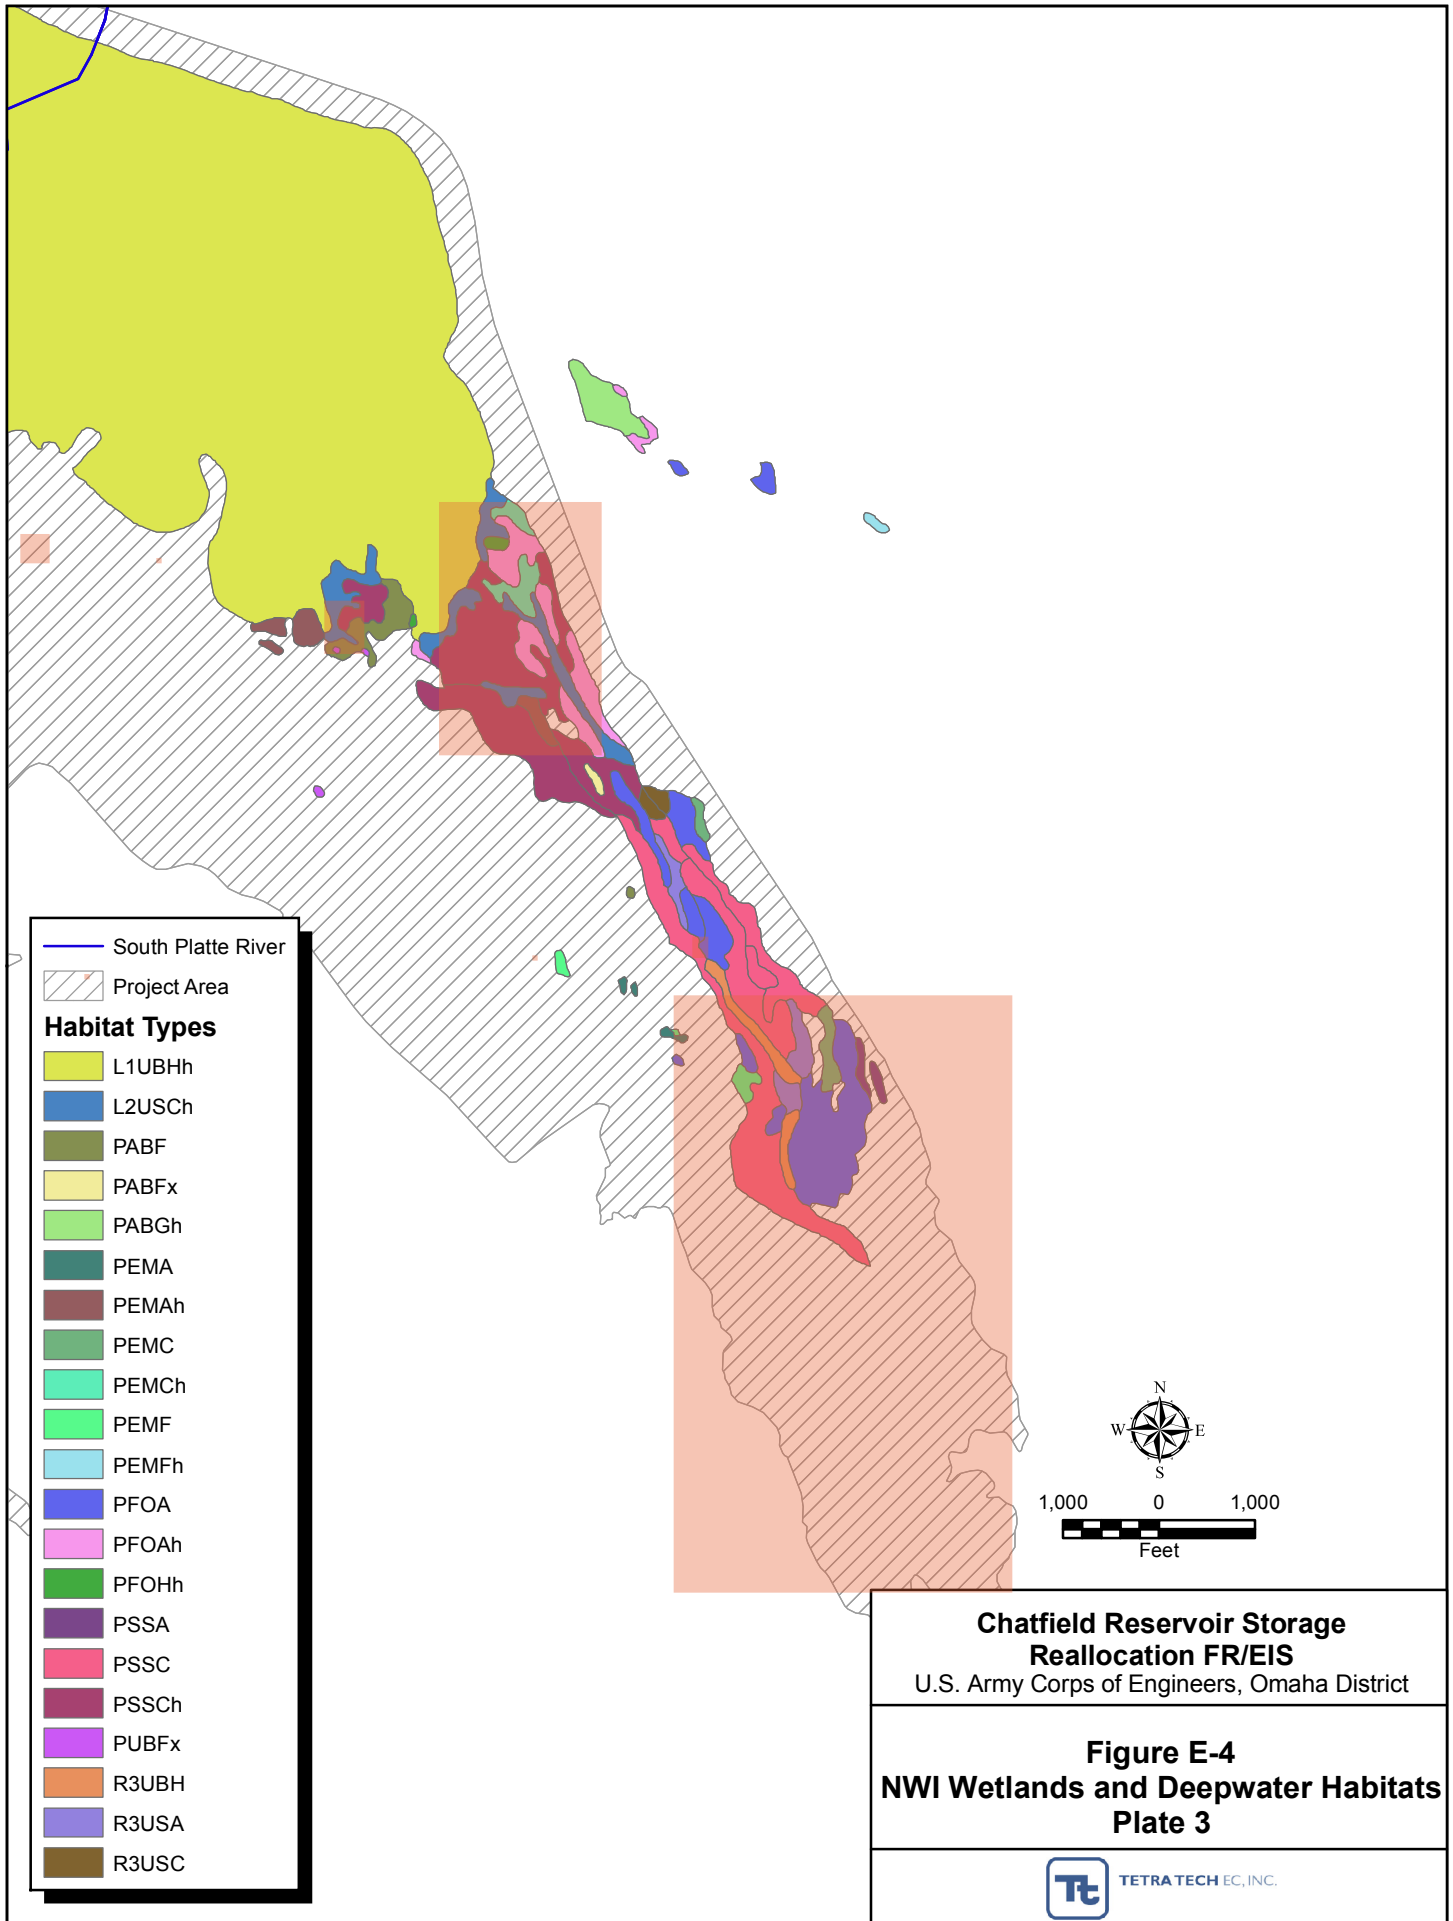 South Platte River
Project Area
Habitat Types
L1UBHh
L2USCh
PABF
PABFx
PABGh
PEMA
PEMAh
PEMC
PEMCh
PEMF
PEMFh
PFOA
PFOAh
PFOHh
PSSA
PSSC
PSSCh
PUBFx
R3UBH
R3USA
R3USC
N
W E
S
1,000 0 1,000
Feet
Chatfield Reservoir Storage
Reallocation FR/EIS
U.S. Army Corps of Engineers, Omaha District
Figure E-4
NWI Wetlands and Deepwater Habitats
Plate 3
Tt TETRA TECH EC, INC.